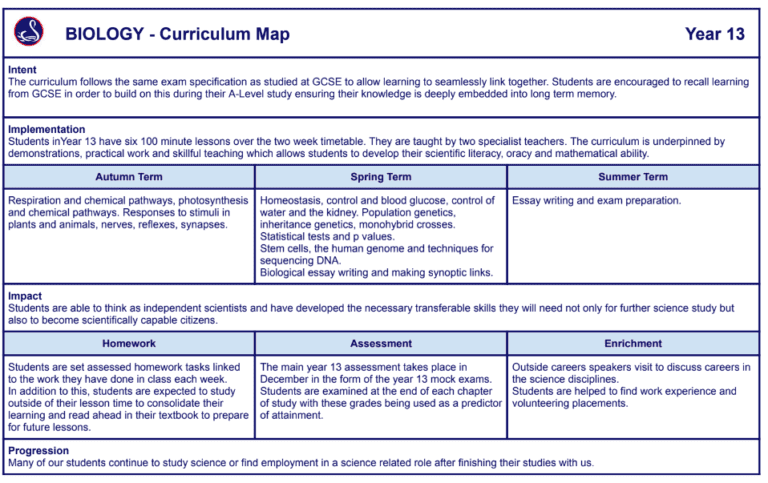 BIOLOGY - Curriculum Map
Year 13
Intent
The curriculum follows the same exam specification as studied at GCSE to allow learning to seamlessly link together. Students are encouraged to recall learning
from GCSE in order to build on this during their A-Level study ensuring their knowledge is deeply embedded into long term memory.
Implementation
Students inYear 13 have six 100 minute lessons over the two week timetable. They are taught by two specialist teachers. The curriculum is underpinned by
demonstrations, practical work and skillful teaching which allows students to develop their scientific literacy, oracy and mathematical ability.
Autumn Term
Respiration and chemical pathways, photosynthesis
and chemical pathways. Responses to stimuli in
plants and animals, nerves, reflexes, synapses.
Spring Term
Homeostasis, control and blood glucose, control of
water and the kidney. Population genetics,
inheritance genetics, monohybrid crosses.
Statistical tests and p values.
Stem cells, the human genome and techniques for
sequencing DNA.
Biological essay writing and making synoptic links.
Summer Term
Essay writing and exam preparation.
Impact
Students are able to think as independent scientists and have developed the necessary transferable skills they will need not only for further science study but
also to become scientifically capable citizens.
Homework
Students are set assessed homework tasks linked
to the work they have done in class each week.
In addition to this, students are expected to study
outside of their lesson time to consolidate their
learning and read ahead in their textbook to prepare
for future lessons.
Assessment
The main year 13 assessment takes place in
December in the form of the year 13 mock exams.
Students are examined at the end of each chapter
of study with these grades being used as a predictor
of attainment.
Enrichment
Outside careers speakers visit to discuss careers in
the science disciplines.
Students are helped to find work experience and
volunteering placements.
Progression
Many of our students continue to study science or find employment in a science related role after finishing their studies with us.